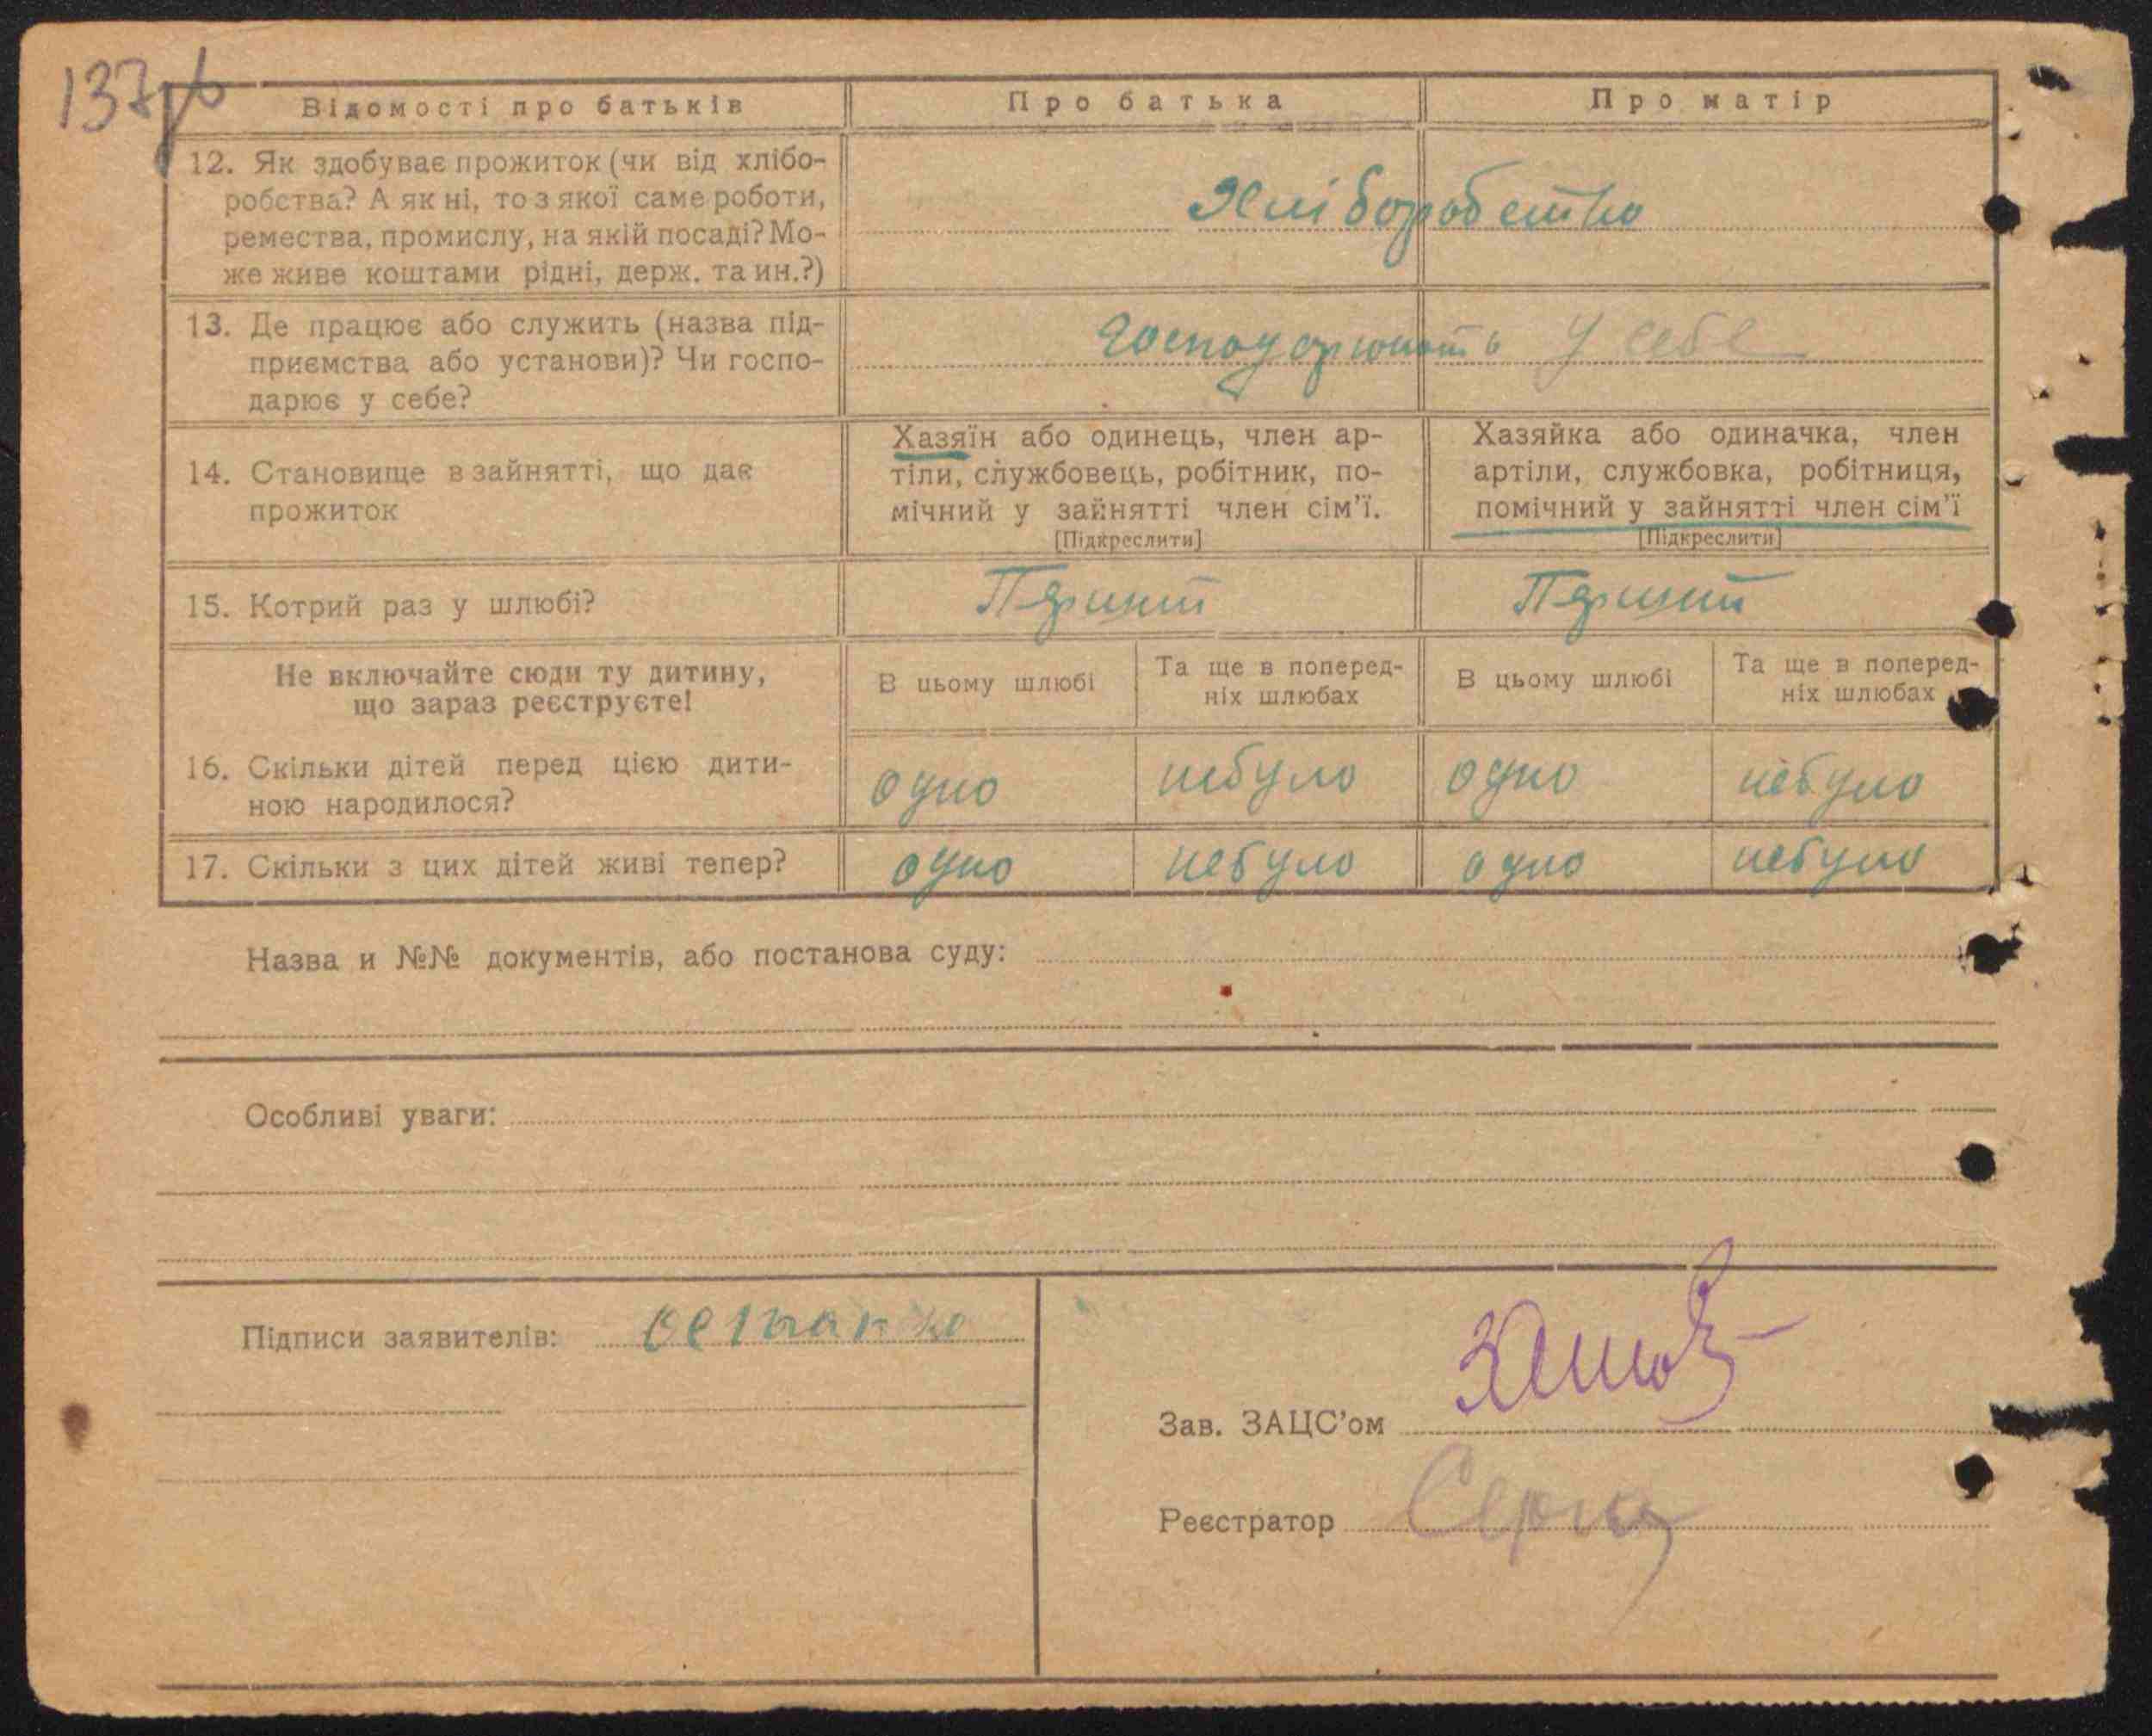 Відомості про батьків
Про батька
Про матір
12. Як здобуває прожиток (чи від хлібо-
робства? А як ні, то з якої саме роботи,
ремества, промислу, на якій посаді? Мо-
же живе коштами рідні, держ. та ин.?)
Хліборобство
13. Де працює або служить (назва під-
приємства або установи)? Чи госпо-
дарює у себе?
Господарюють у себе
14. Становище в зайнятті, що дає
прожиток
Хазяїн або одинець, член ар-
тіли, службовець, робітник, по-
мічний у зайнятті член сім'ї.
[Підкреслити]
Хазяйка або одиначка, член
артіли, службовка, робітниця,
помічний у зайнятті член сім'ї
[Підкреслити]
15. Котрий раз у шлюбі?
Не включайте сюди ту дитину,
що зараз реєструєте!
В цьому шлюбі
Та ще в поперед-
ніх шлюбах
В цьому шлюбі
Та ще в поперед-
ніх шлюбах
16. Скільки дітей перед цією дити-
ною народилося?
одно
небуло
одно
небуло
17. Скільки з цих дітей живі тепер?
одно
небуло
одно
небуло
Назва и №№ документів, або постанова суду:
Особливі уваги:
Підписи заявителів:
Зав. ЗАЦС'ом
Реєстратор